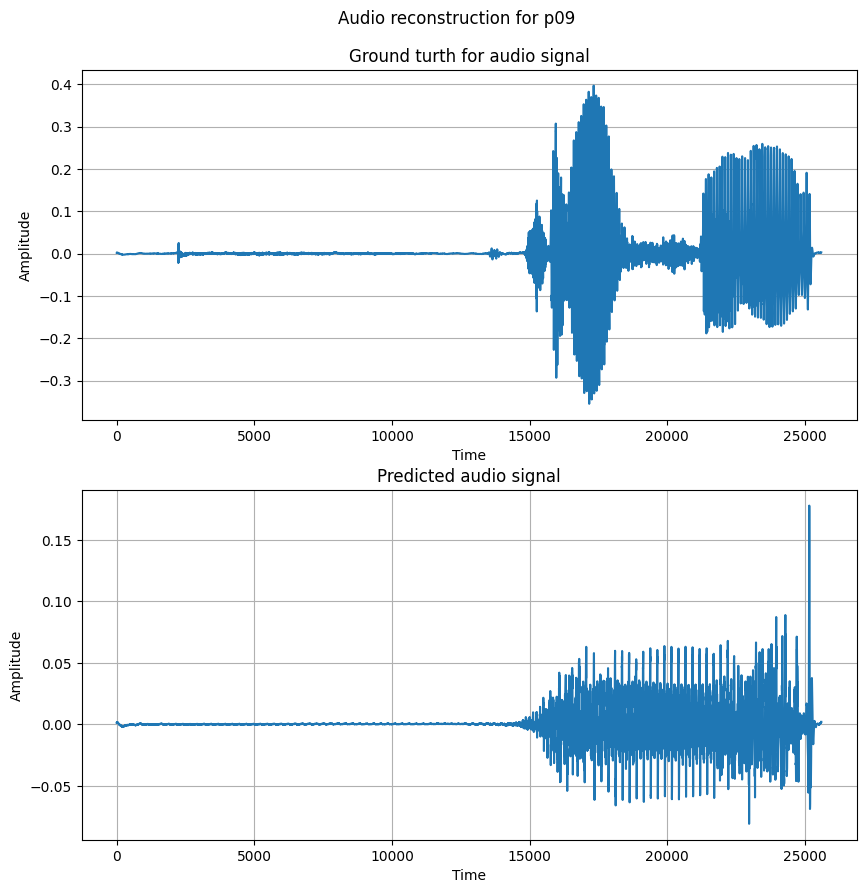 Audio reconstruction for p09
Ground turth for audio signal
0.4
0.3
0.2
0.1
0.0
−0.1
−0.2
−0.3
Amplitude
0 5000 10000 15000 20000 25000
Time
Predicted audio signal
0.15
0.10
0.05
0.00
−0.05
Amplitude
0 5000 10000 15000 20000 25000
Time